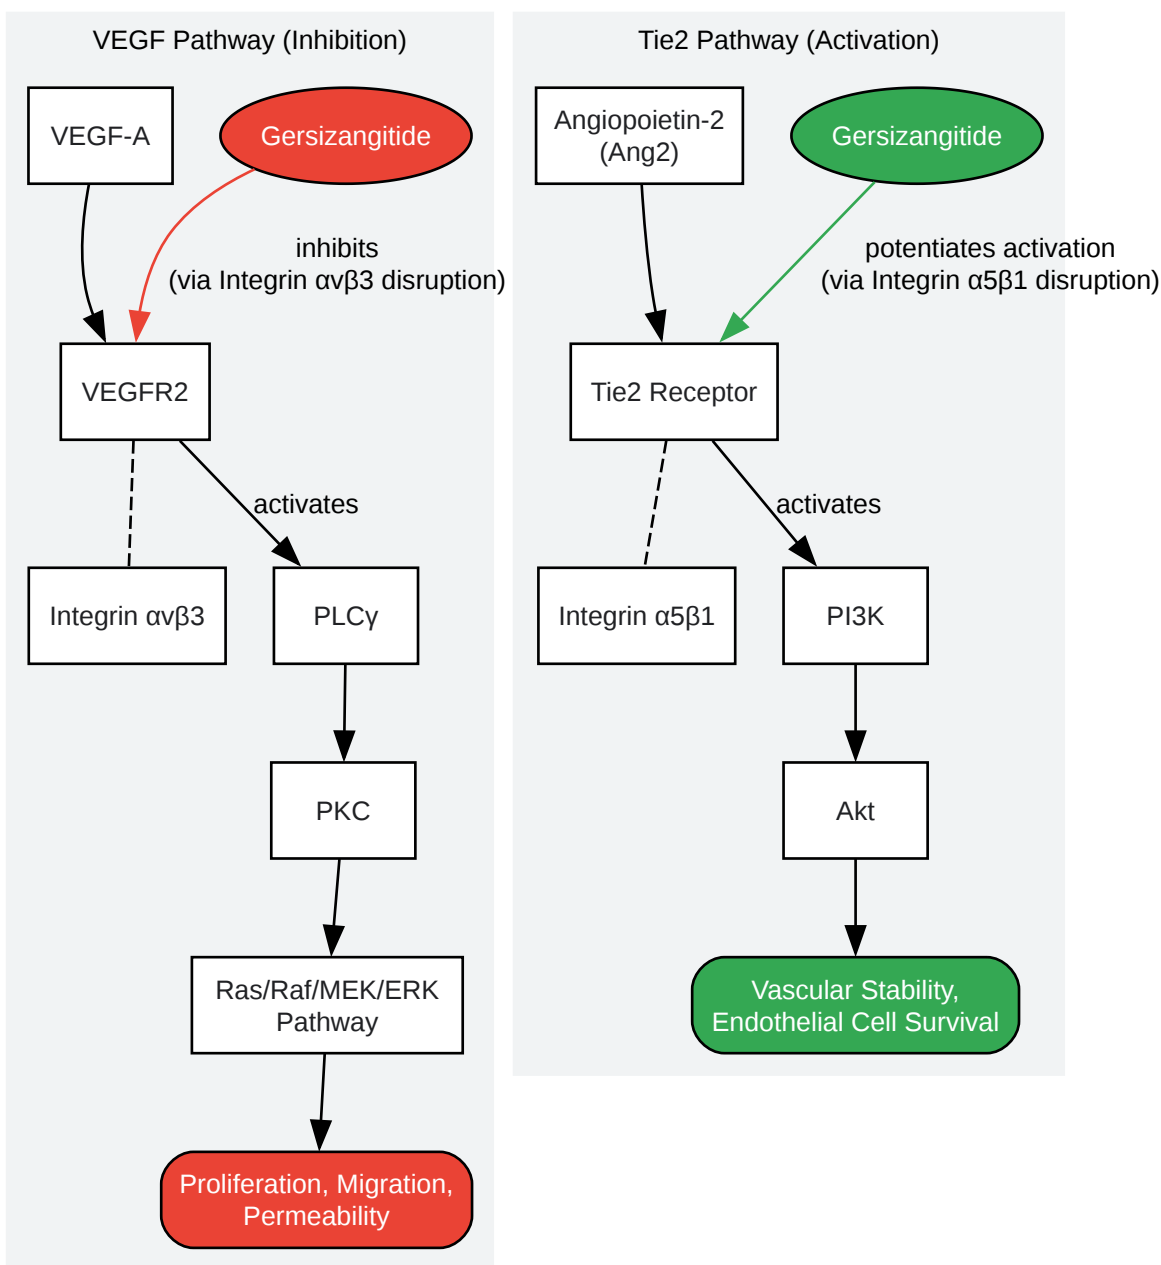 VEGF Pathway (Inhibition)
VEGF-A
Gersizangitide
inhibits
(via Integrin αvβ3 disruption)
VEGFR2
activates
Integrin αvβ3
PLCγ
PKC
Ras/Raf/MEK/ERK
Pathway
Proliferation, Migration,
Permeability
Tie2 Pathway (Activation)
Angiopoietin-2
(Ang2)
Gersizangitide
potentiates activation
(via Integrin α5β1 disruption)
Tie2 Receptor
activates
Integrin α5β1
PI3K
Akt
Vascular Stability,
Endothelial Cell Survival